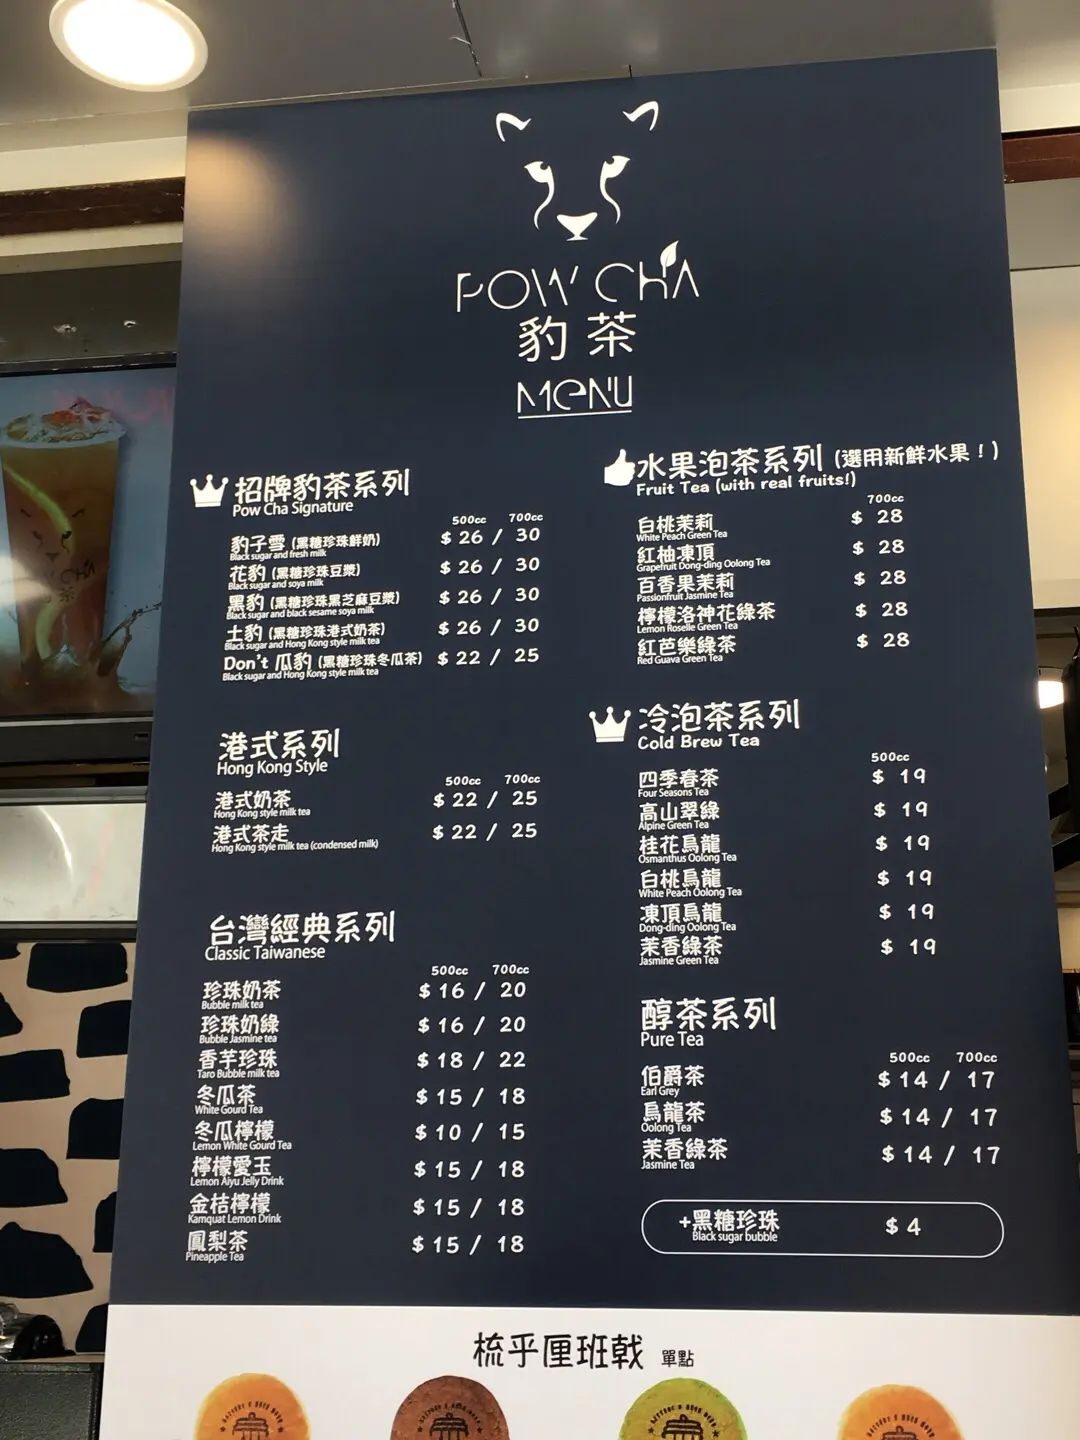 POW CHA
豹茶
MENU
招牌豹茶系列
Pow Cha Signature
500cc 700cc
豹子雪 (黑糖珍珠鮮奶) $ 26 / 30
Black sugar and fresh milk
花豹 (黑糖珍珠豆漿) $ 26 / 30
Black sugar and soya milk
黑豹 (黑糖珍珠黑芝麻豆漿) $ 26 / 30
Black sugar and black sesame soya milk
土豹 (黑糖珍珠港式奶茶) $ 26 / 30
Black sugar and Hong Kong style milk tea
Don't 瓜豹 (黑糖珍珠冬瓜茶) $ 22 / 25
Black sugar and Hong Kong style milk tea
港式系列
Hong Kong Style
500cc 700cc
港式奶茶 $ 22 / 25
Hong Kong style milk tea
港式茶走 $ 22 / 25
Hong Kong style milk tea (condensed milk)
台灣經典系列
Classic Taiwanese
500cc 700cc
珍珠奶茶 $ 16 / 20
Bubble milk tea
珍珠奶綠 $ 16 / 20
Bubble Jasmine tea
香芋珍珠 $ 18 / 22
Taro Bubble milk tea
冬瓜茶 $ 15 / 18
White Gourd Tea
冬瓜檸檬 $ 10 / 15
Lemon White Gourd Tea
檸檬愛玉 $ 15 / 18
Lemon Aiyu Jelly Drink
金桔檸檬 $ 15 / 18
Kamquat Lemon Drink
鳳梨茶 $ 15 / 18
Pineapple Tea
水果泡茶系列 (選用新鮮水果！)
Fruit Tea (with real fruits!)
700cc
白桃茉莉 $ 28
White Peach Green Tea
紅柚凍頂 $ 28
Grapefruit Dong-ding Oolong Tea
百香果茉莉 $ 28
Passionfruit Jasmine Tea
檸檬洛神花綠茶 $ 28
Lemon Roselle Green Tea
紅芭樂綠茶 $ 28
Red Guava Green Tea
冷泡茶系列
Cold Brew Tea
500cc
四季春茶 $ 19
Four Seasons Tea
高山翠綠 $ 19
Alpine Green Tea
桂花烏龍 $ 19
Osmanthus Oolong Tea
白桃烏龍 $ 19
White Peach Oolong Tea
凍頂烏龍 $ 19
Dong-ding Oolong Tea
茉香綠茶 $ 19
Jasmine Green Tea
醇茶系列
Pure Tea
500cc 700cc
伯爵茶 $ 14 / 17
Earl Grey
烏龍茶 $ 14 / 17
Oolong Tea
茉香綠茶 $ 14 / 17
Jasmine Tea
+黑糖珍珠 $ 4
Black sugar bubble
梳乎厘班戟 單點